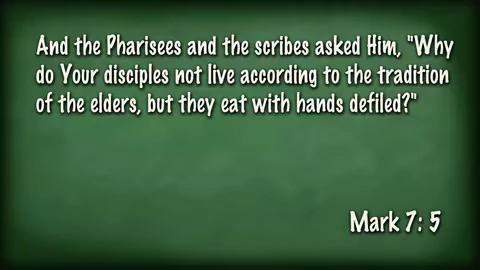 And the Pharisees and the scribes asked Him, "Why
do Your disciples not live according to the tradition
of the elders, but they eat with hands defiled?"
Mark 7: 5